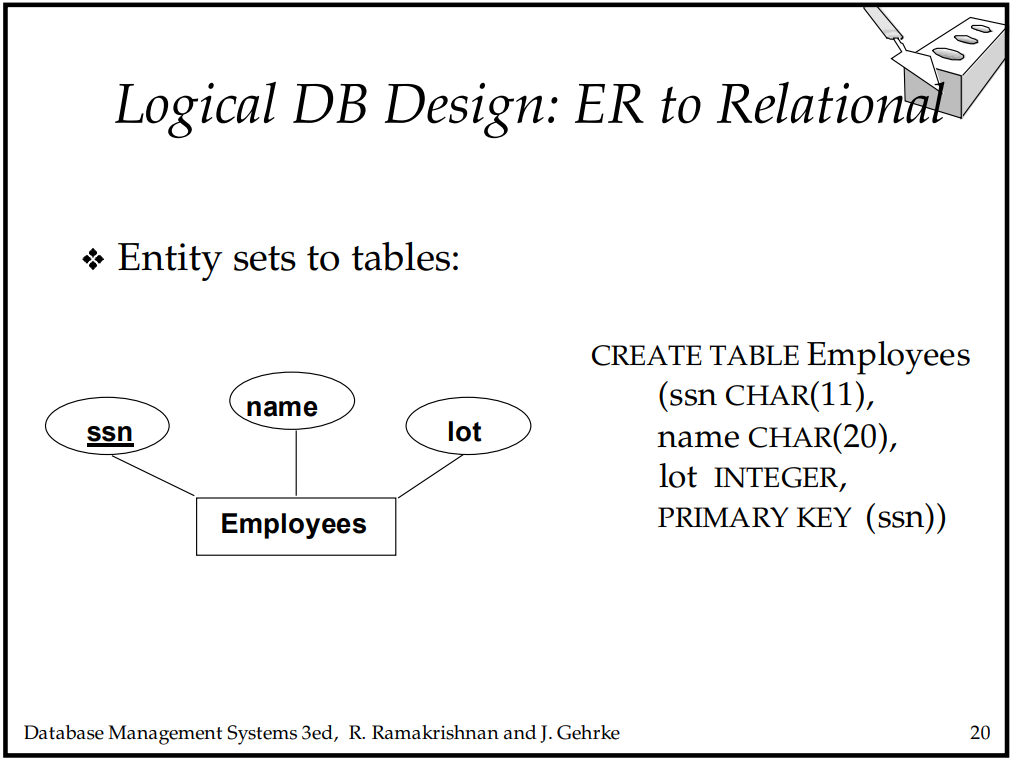 Logical DB Design: ER to Relational
❖ Entity sets to tables:
ssn
name
lot
Employees
CREATE TABLE Employees
(ssn CHAR(11),
name CHAR(20),
lot INTEGER,
PRIMARY KEY (ssn))
Database Management Systems 3ed, R. Ramakrishnan and J. Gehrke
20